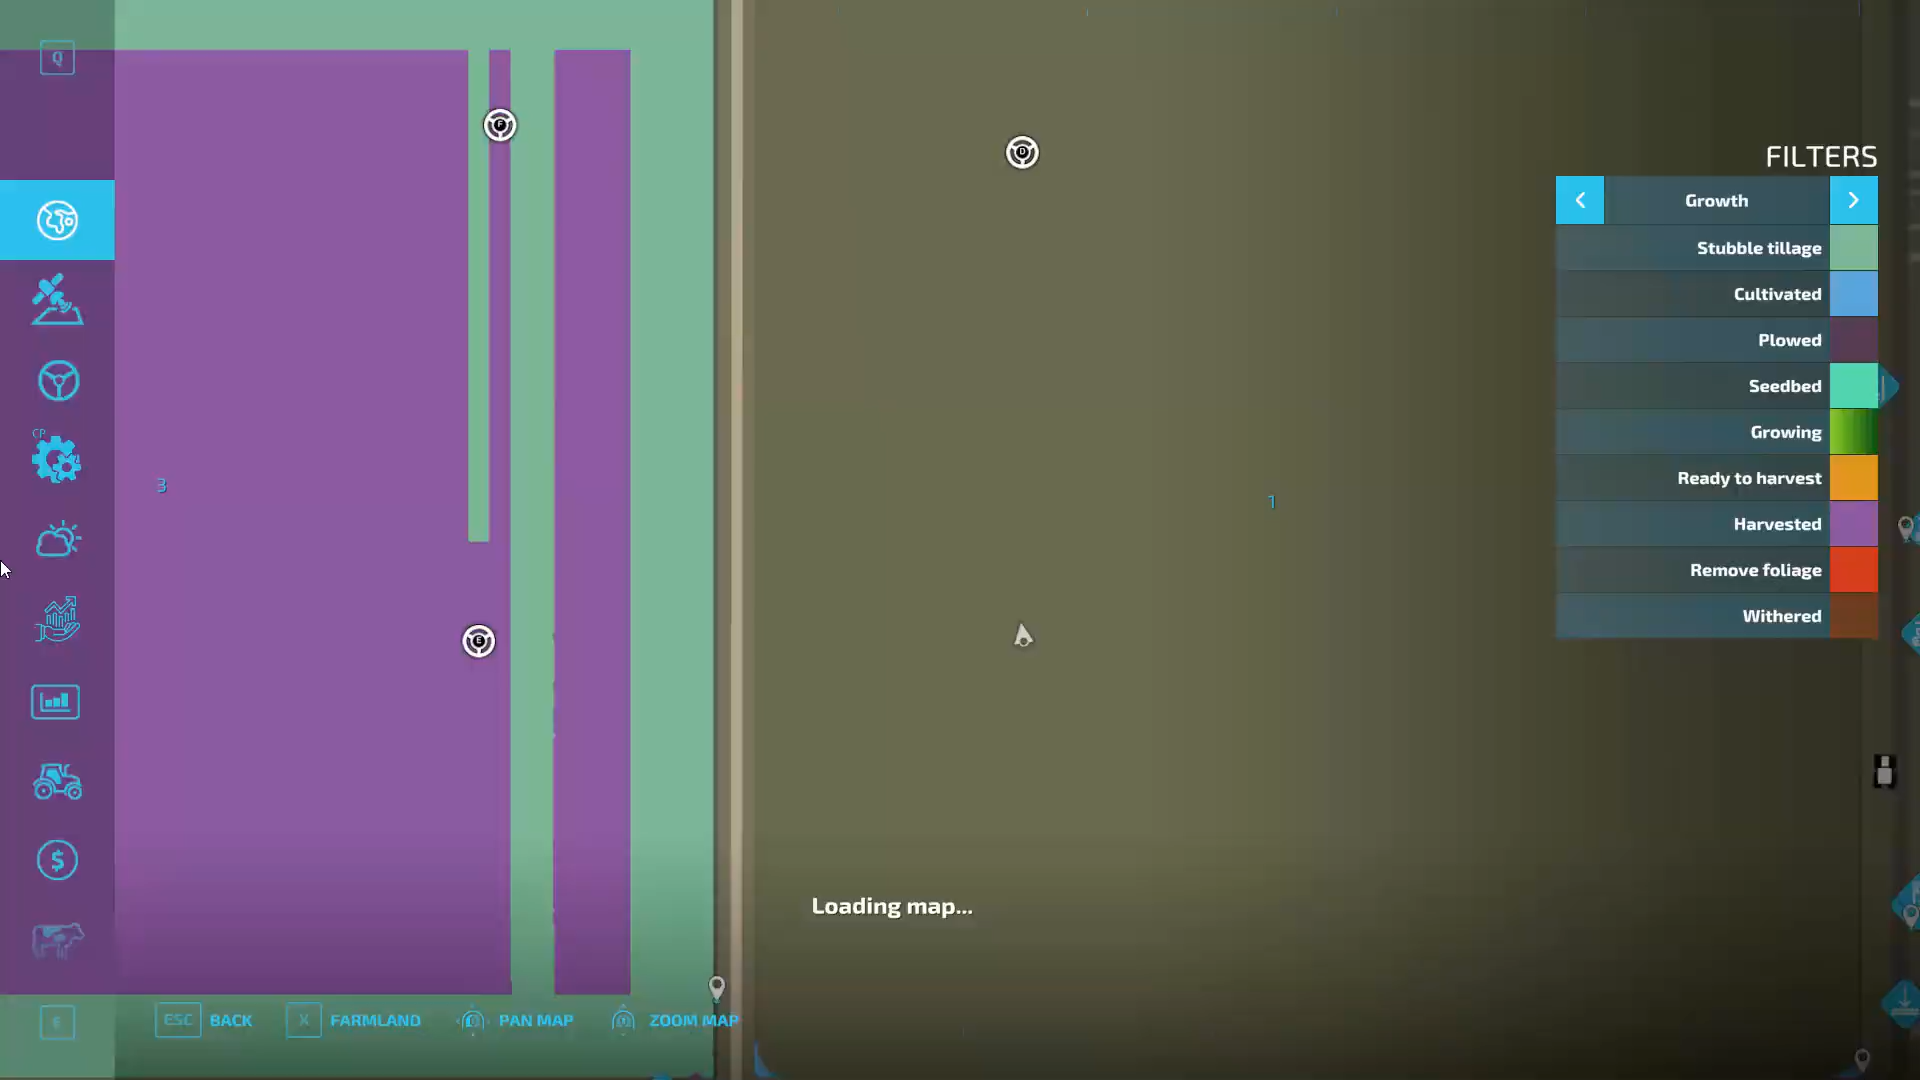 Q
F
D
FILTERS
Growth
Stubble tillage
Cultivated
Plowed
Seedbed
Growing
CP
Ready to harvest
3
1
Harvested
Remove foliage
Withered
E
$
Loading map...
E
ESC BACK
X FARMLAND
PAN MAP
ZOOM MAP